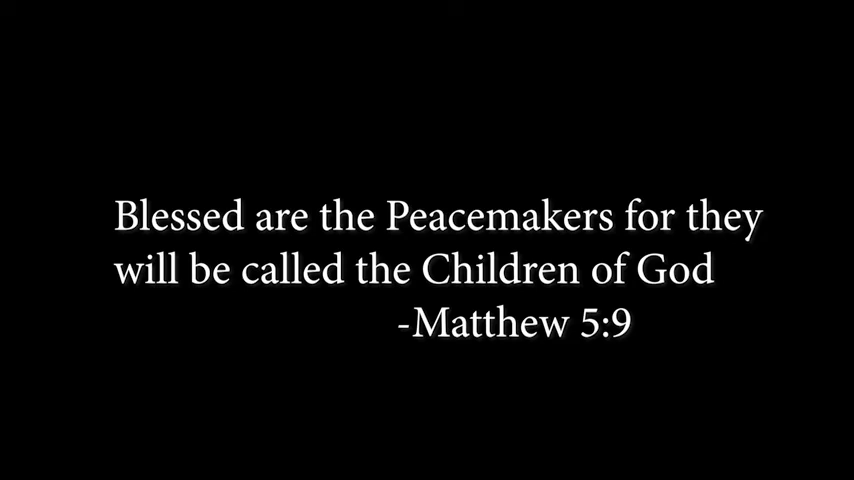 Blessed are the Peacemakers for they
will be called the Children of God
-Matthew 5:9